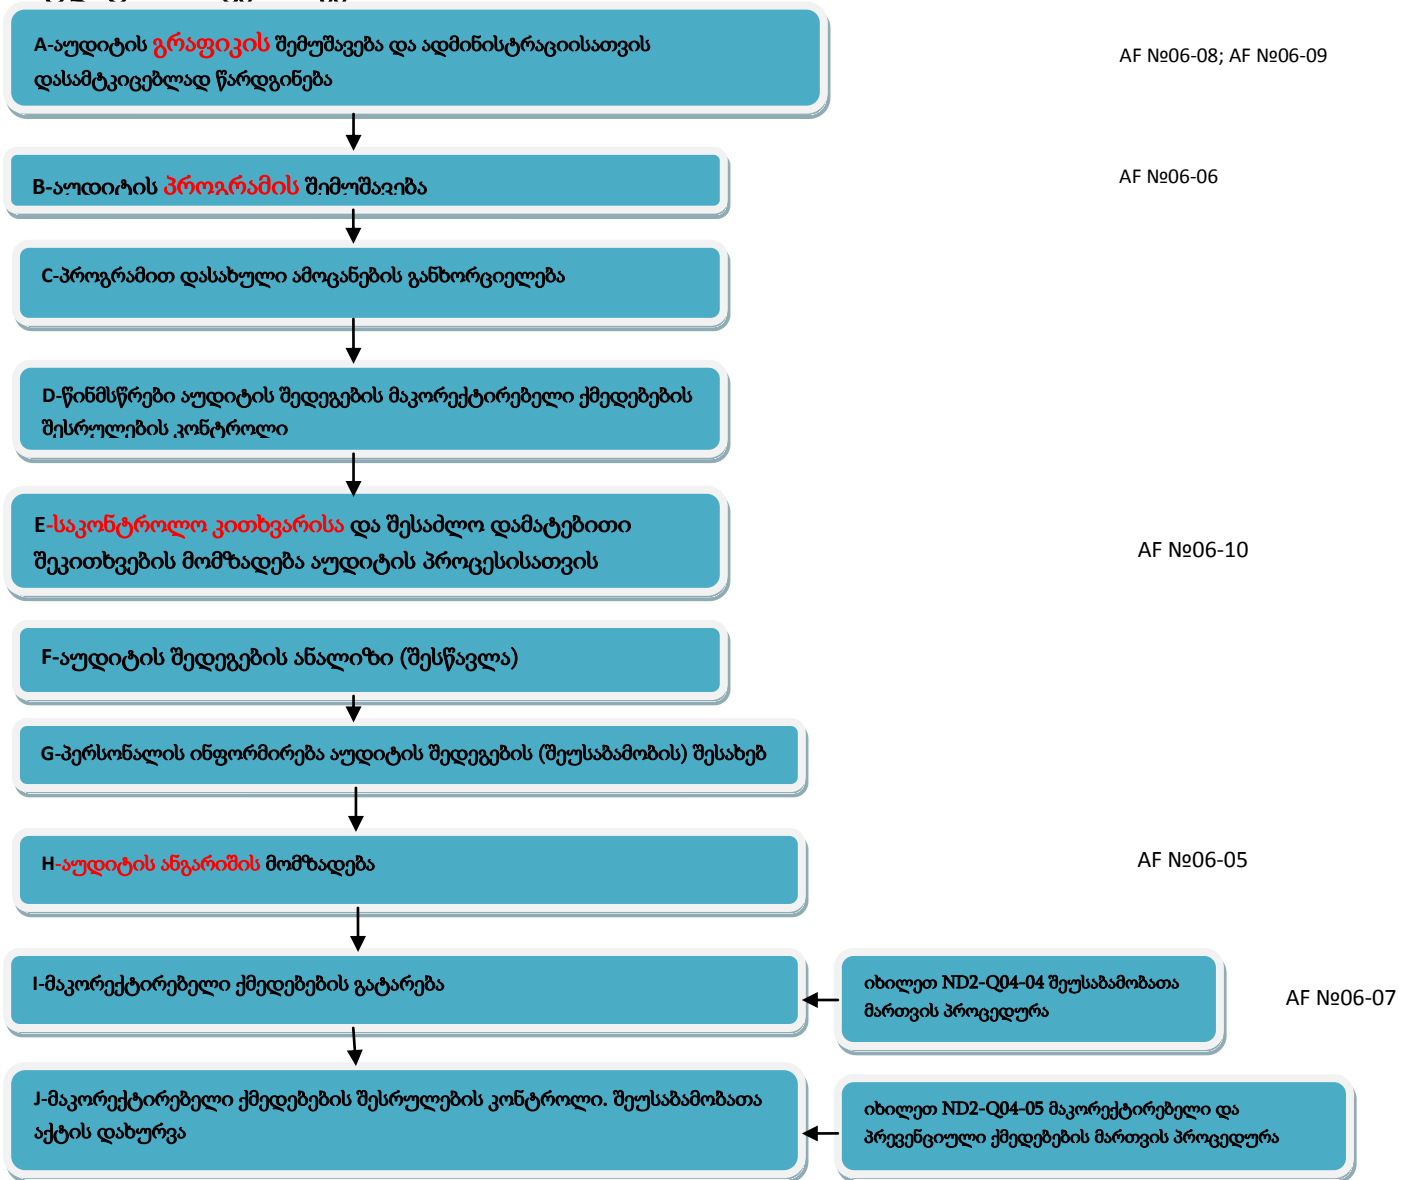 A-აუდიტის გრაფიკის შემუშავება და ადმინისტრაციისათვის
დასამტკიცებლად წარდგინება
AF №06-08; AF №06-09
B-აუდიტის პროგრამის შემუშავება
AF №06-06
C-პროგრამით დასახული ამოცანების განხორციელება
D-წინმსწრები აუდიტის შედეგების მაკორექტირებელი ქმედებების
შესრულების კონტროლი
E-საკონტროლო კითხვარისა და შესაძლო დამატებითი
შეკითხვების მომზადება აუდიტის პროცესისათვის
AF №06-10
F-აუდიტის შედეგების ანალიზი (შესწავლა)
G-პერსონალის ინფორმირება აუდიტის შედეგების (შეუსაბამობის) შესახებ
H-აუდიტის ანგარიშის მომზადება
AF №06-05
I-მაკორექტირებელი ქმედებების გატარება
იხილეთ ND2-Q04-04 შეუსაბამობათა
მართვის პროცედურა
AF №06-07
J-მაკორექტირებელი ქმედებების შესრულების კონტროლი. შეუსაბამობათა
აქტის დახურვა
იხილეთ ND2-Q04-05 მაკორექტირებელი და
პრევენციული ქმედებების მართვის პროცედურა